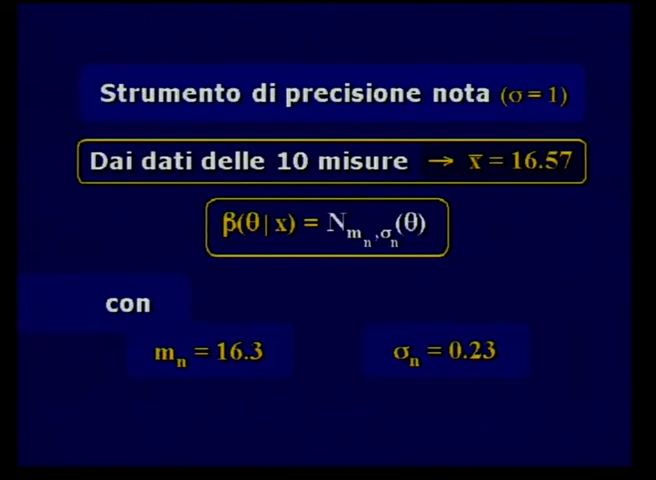 Strumento di precisione nota (σ = 1)
Dai dati delle 10 misure → x̅ = 16.57
β(θ | x) = N_{m_n,σ_n}(θ)
con
m_n = 16.3 σ_n = 0.23